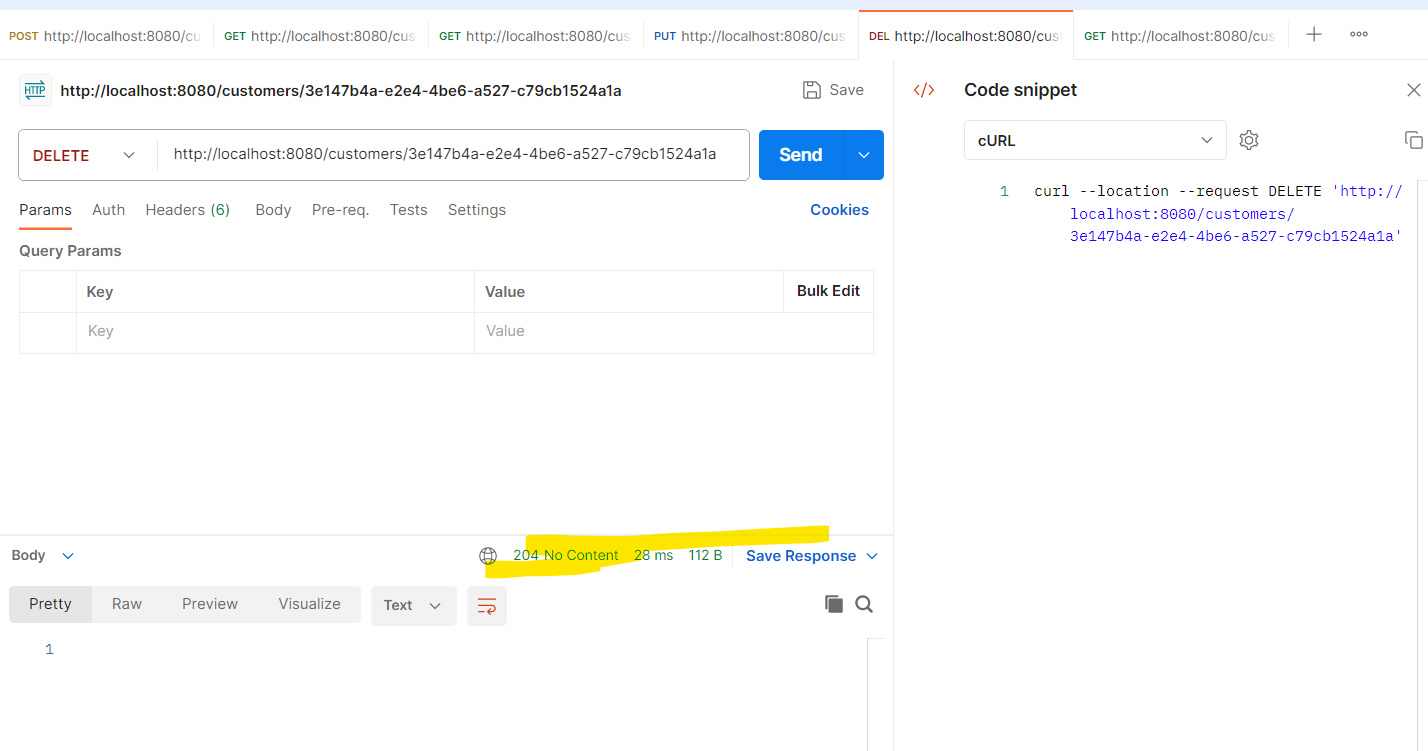 POST http://localhost:8080/cu
GET http://localhost:8080/cus
GET http://localhost:8080/cus
PUT http://localhost:8080/cus
DEL http://localhost:8080/cus
GET http://localhost:8080/cus
HTTP http://localhost:8080/customers/3e147b4a-e2e4-4be6-a527-c79cb1524a1a
Save
DELETE
http://localhost:8080/customers/3e147b4a-e2e4-4be6-a527-c79cb1524a1a
Send
Params Auth Headers (6) Body Pre-req. Tests Settings
Cookies
Query Params
Key Value Bulk Edit
Key Value
Body
204 No Content 28 ms 112 B Save Response
Pretty Raw Preview Visualize Text
1
</> Code snippet
cURL
1 curl --location --request DELETE 'http://
localhost:8080/customers/
3e147b4a-e2e4-4be6-a527-c79cb1524a1a'